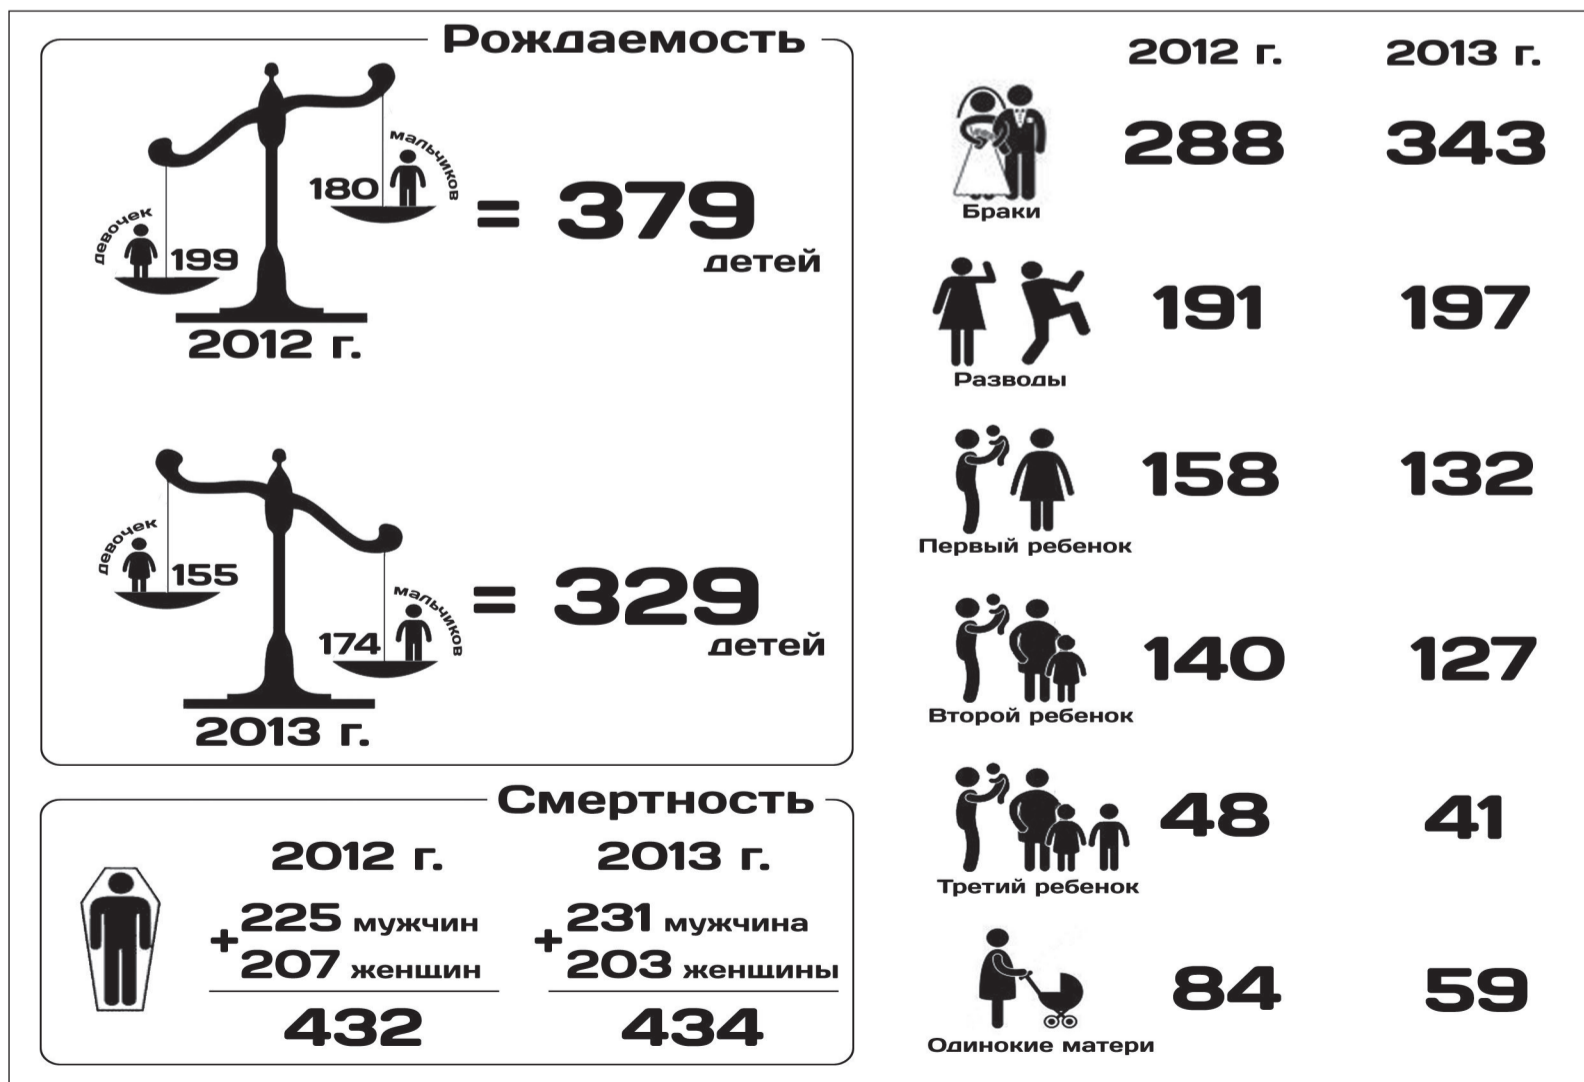 Рождаемость
девочек
199
180
мальчиков
= 379
детей
2012 г.
девочек
155
174
мальчиков
= 329
детей
2013 г.
Смертность
2012 г.
+225 мужчин
207 женщин
432
2013 г.
+231 мужчина
203 женщины
434
2012 г. 2013 г.
288 343
Браки
191 197
Разводы
158 132
Первый ребенок
140 127
Второй ребенок
48 41
Третий ребенок
84 59
Одинокие матери